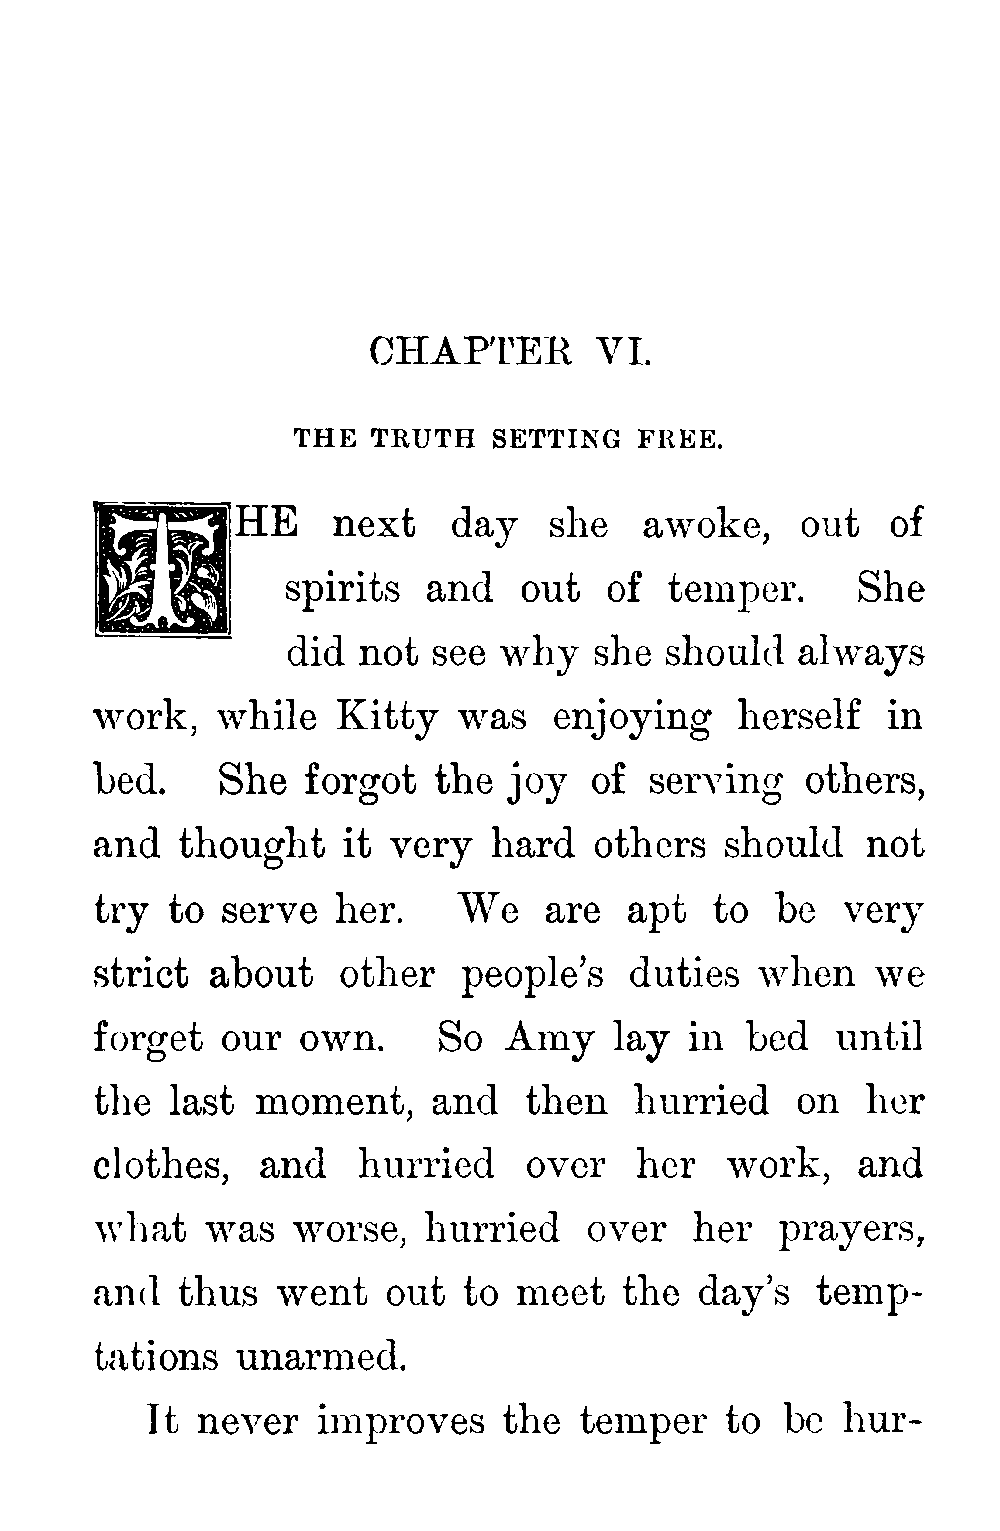 CHAPTER VI.
THE TRUTH SETTING FREE.
THE next day she awoke, out of
spirits and out of temper. She
did not see why she should always
work, while Kitty was enjoying herself in
bed. She forgot the joy of serving others,
and thought it very hard others should not
try to serve her. We are apt to be very
strict about other people's duties when we
forget our own. So Amy lay in bed until
the last moment, and then hurried on her
clothes, and hurried over her work, and
what was worse, hurried over her prayers,
and thus went out to meet the day's temp-
tations unarmed.
It never improves the temper to be hur-